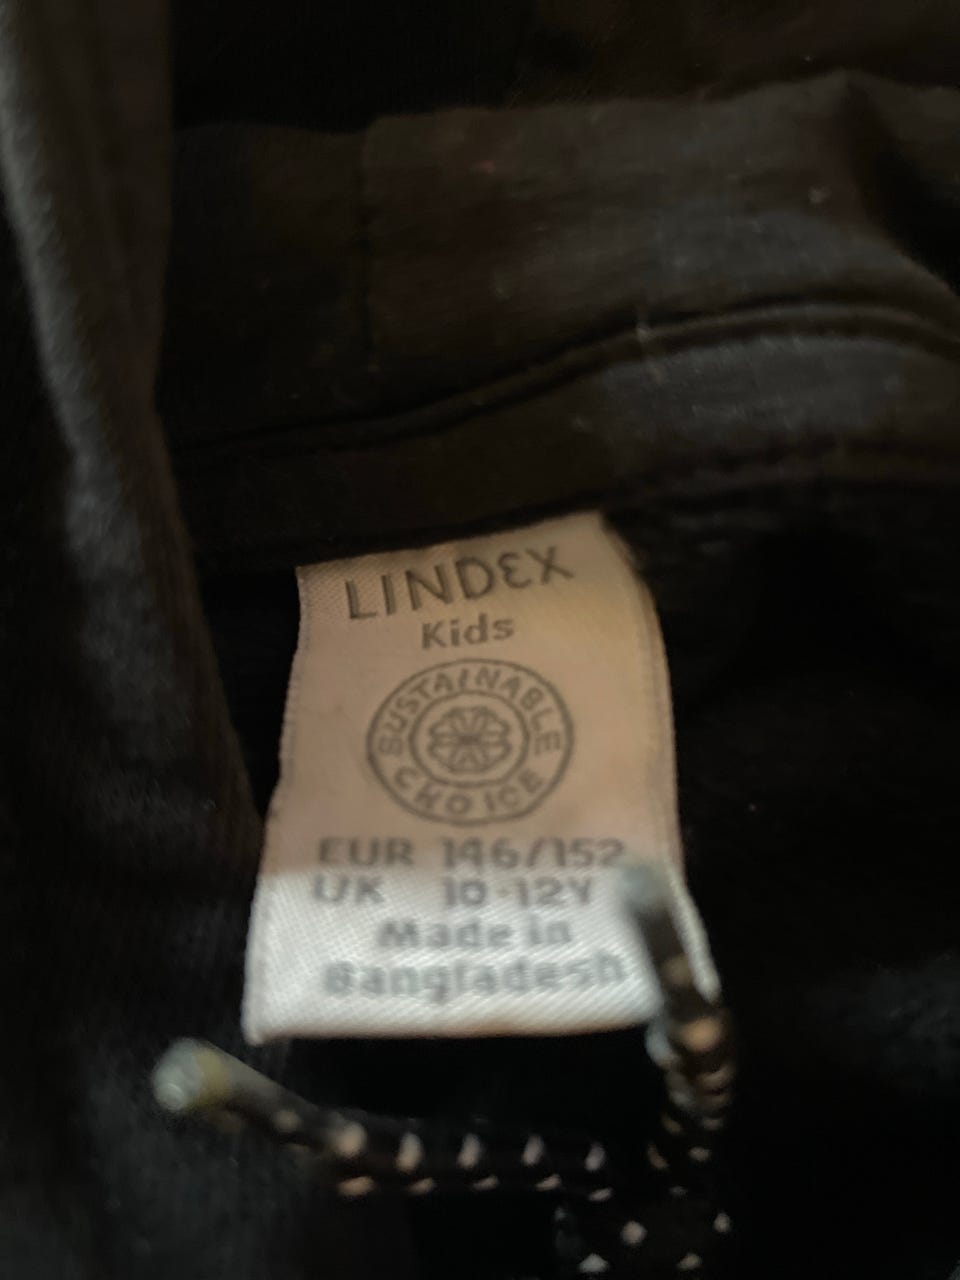 LINDEX
Kids
SUSTAINABLE
CHOICE
EUR 146/152
UK 10-12Y
Made in
Bangladesh